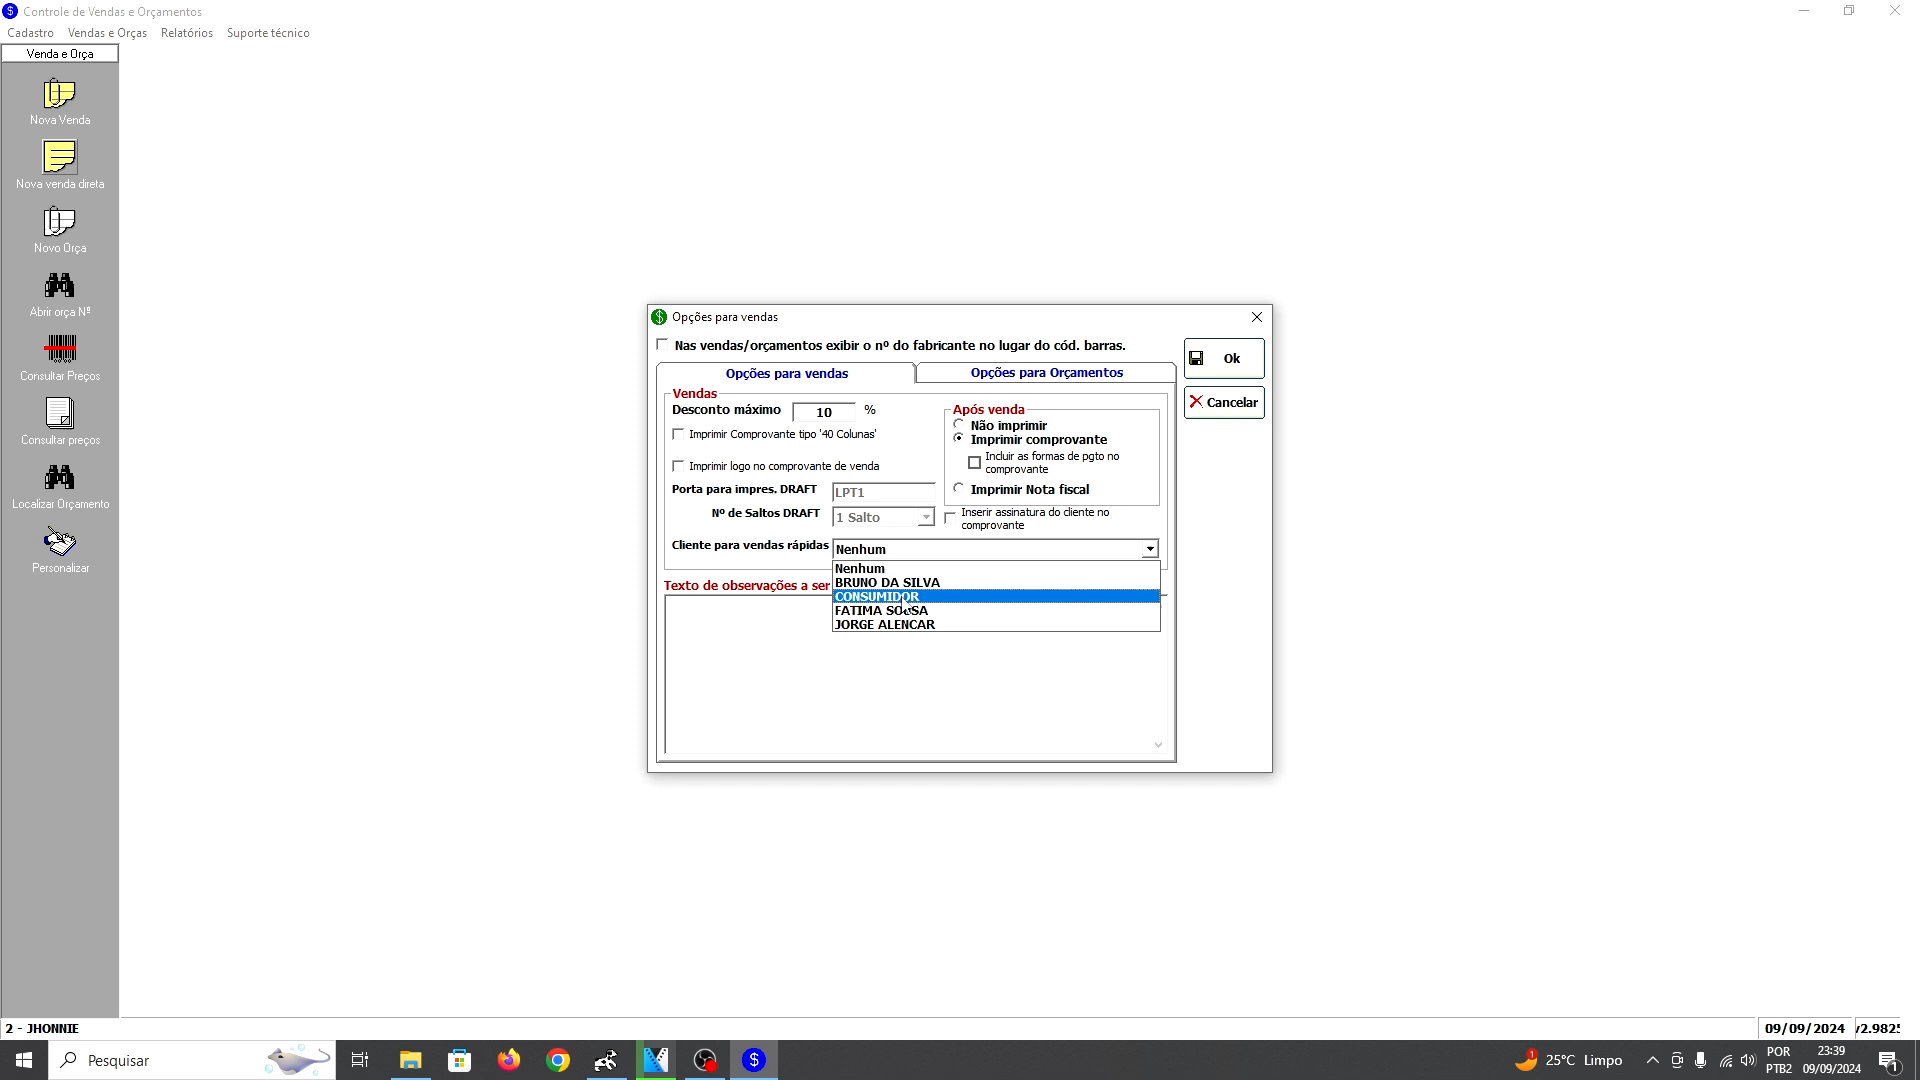 Controle de Vendas e Orçamentos
Cadastro Vendas e Orças Relatórios Suporte técnico
Venda e Orça
Nova Venda
Nova venda direta
Novo Orça
Abrir orça Nº
Consultar Preços
Consultar preços
Localizar Orçamento
Personalizar
Opções para vendas
Nas vendas/orçamentos exibir o nº do fabricante no lugar do cód. barras.
Ok
Cancelar
Opções para vendas Opções para Orçamentos
Vendas
Desconto máximo 10 %
Imprimir Comprovante tipo '40 Colunas'
Imprimir logo no comprovante de venda
Porta para impres. DRAFT LPT1
Nº de Saltos DRAFT 1 Salto
Após venda
Não imprimir
Imprimir comprovante
Incluir as formas de pgto no
comprovante
Imprimir Nota fiscal
Inserir assinatura do cliente no
comprovante
Cliente para vendas rápidas Nenhum
Nenhum
BRUNO DA SILVA
CONSUMIDOR
FATIMA SOUSA
JORGE ALENCAR
Texto de observações a ser
2 - JHONNIE
09/09/2024
Pesquisar
1
25°C Limpo
POR
PTB2
23:39
09/09/2024
1